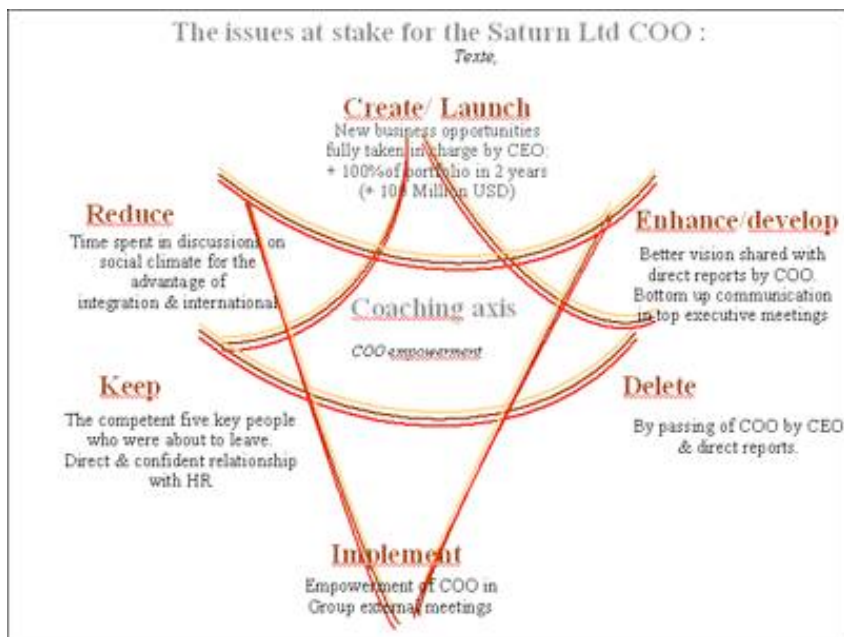 The issues at stake for the Saturn Ltd COO :
Texte,
Create/ Launch
New business opportunities
fully taken in charge by CEO:
+ 100%of portfolio in 2 years
(+ 100 Million USD)
Reduce
Time spent in discussions on
social climate for the
advantage of
integration & international
Enhance/develop
Better vision shared with
direct reports by COO.
Bottom up communication
in top executive meetings
Coaching axis
COO empowerment
Keep
The competent five key people
who were about to leave.
Direct & confident relationship
with HR
Delete
By passing of COO by CEO
& direct reports.
Implement
Empowerment of COO in
Group external meetings